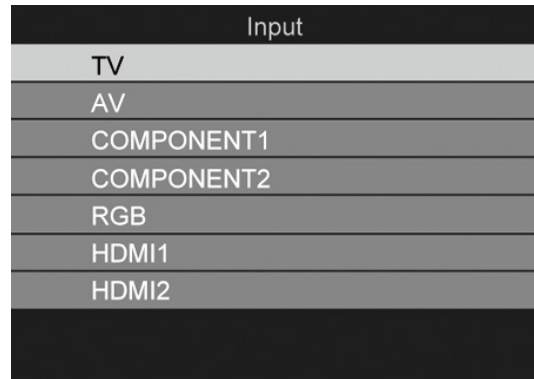 Input
TV
AV
COMPONENT1
COMPONENT2
RGB
HDMI1
HDMI2